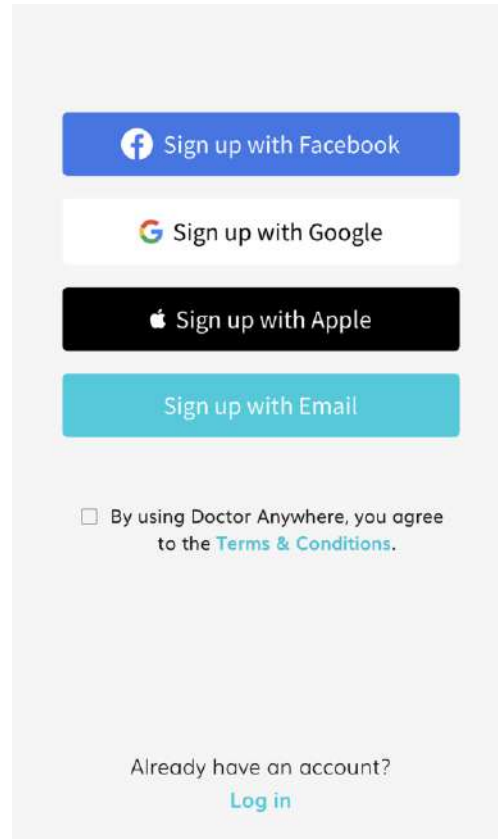 Sign up with Facebook
Sign up with Google
Sign up with Apple
Sign up with Email
By using Doctor Anywhere, you agree
to the Terms & Conditions.
Already have an account?
Log in